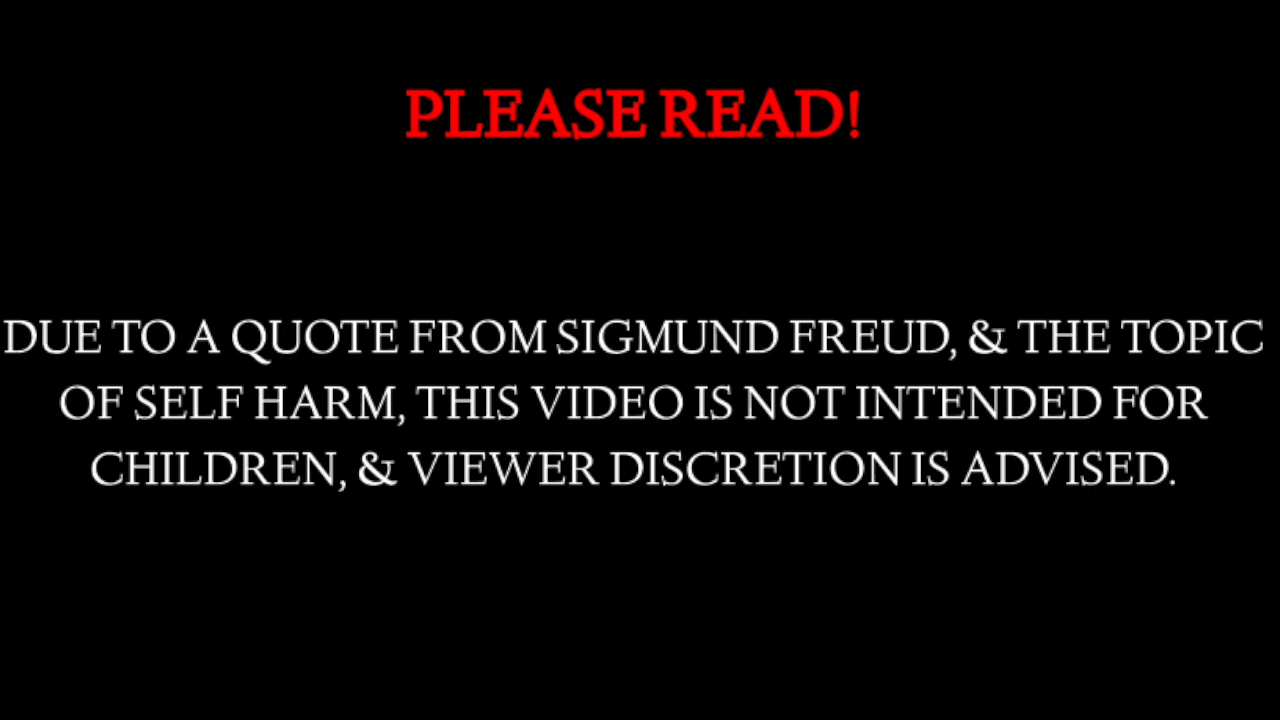 PLEASE READ!
DUE TO A QUOTE FROM SIGMUND FREUD, & THE TOPIC
OF SELF HARM, THIS VIDEO IS NOT INTENDED FOR
CHILDREN, & VIEWER DISCRETION IS ADVISED.